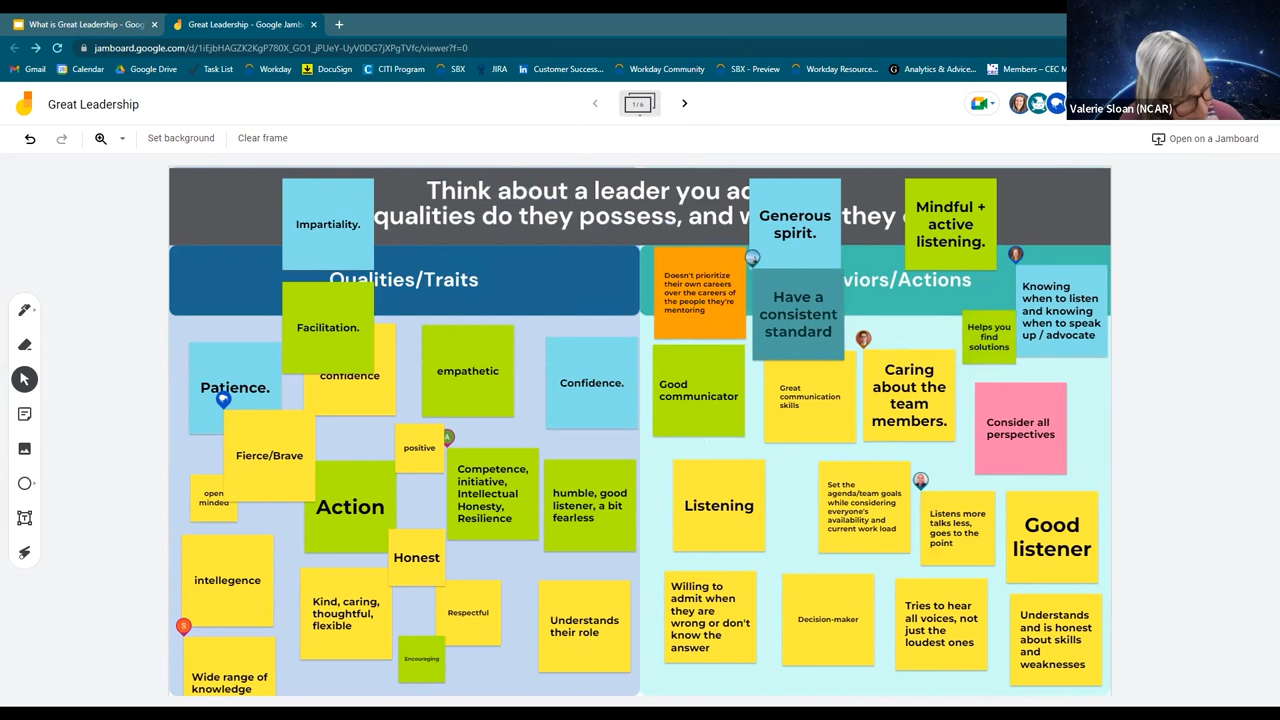 What is Great Leadership - Goog
Great Leadership - Google Jamb
jamboard.google.com/d/1iEjbHAGZK2KgP780X_GO1_jPUeY-UyV0DG7jXPgTVfc/viewer?f=0
Gmail
Calendar
Google Drive
Task List
Workday
DocuSign
CITI Program
SBX
JIRA
Customer Success...
Workday Community
SBX - Preview
Workday Resource...
Analytics & Advice...
Members – CEC M
Valerie Sloan (NCAR)
Great Leadership
1/6
Set background
Clear frame
Open on a Jamboard
Think about a leader you ad
qualities do they possess, and w
they
Qualities/Traits
viors/Actions
Impartiality.
Facilitation.
confidence
Patience.
Fierce/Brave
open
minded
empathetic
Confidence.
positive
Action
Competence,
initiative,
Intellectual
Honesty,
Resilience
humble, good
listener, a bit
fearless
Honest
intellegence
Kind, caring,
thoughtful,
flexible
Respectful
Encouraging
Understands
their role
S
Wide range of
knowledge
Generous
spirit.
Mindful +
active
listening.
Doesn't prioritize
their own careers
over the careers of
the people they're
mentoring
Have a
consistent
standard
Knowing
when to listen
and knowing
when to speak
up / advocate
Helps you
find
solutions
Good
communicator
Great
communication
skills
Caring
about the
team
members.
Consider all
perspectives
Listening
Set the
agenda/team goals
while considering
everyone's
availability and
current work load
Listens more
talks less,
goes to the
point
Good
listener
Willing to
admit when
they are
wrong or don't
know the
answer
Decision-maker
Tries to hear
all voices, not
just the
loudest ones
Understands
and is honest
about skills
and
weaknesses